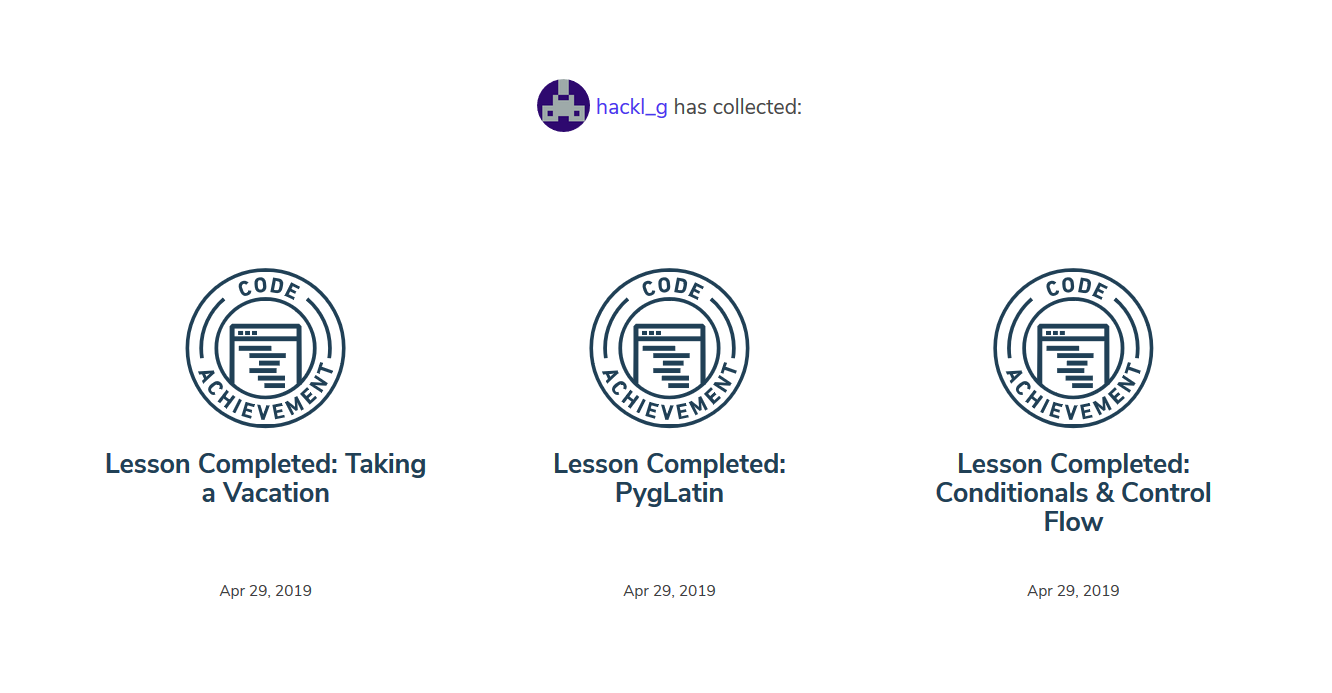 hackl_g has collected:
CODE
ACHIEVEMENT
CODE
ACHIEVEMENT
CODE
ACHIEVEMENT
Lesson Completed: Taking
a Vacation
Lesson Completed:
PygLatin
Lesson Completed:
Conditionals & Control
Flow
Apr 29, 2019
Apr 29, 2019
Apr 29, 2019